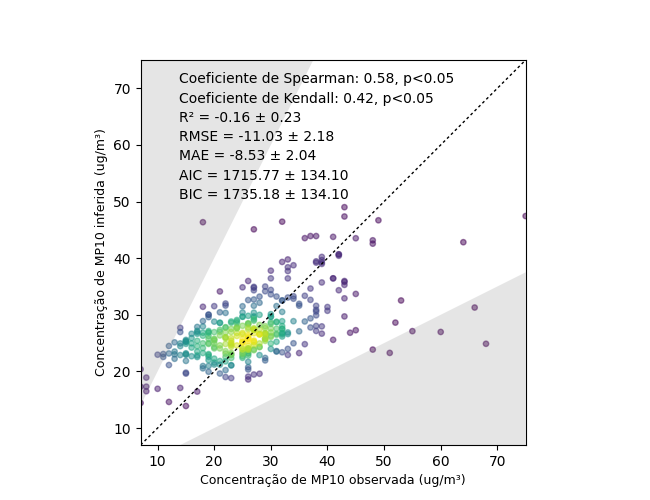 Coeficiente de Spearman: 0.58, p<0.05
Coeficiente de Kendall: 0.42, p<0.05
R² = -0.16 ± 0.23
RMSE = -11.03 ± 2.18
MAE = -8.53 ± 2.04
AIC = 1715.77 ± 134.10
BIC = 1735.18 ± 134.10
Concentração de MP10 inferida (ug/m³)
70
60
50
40
30
20
10
10 20 30 40 50 60 70
Concentração de MP10 observada (ug/m³)